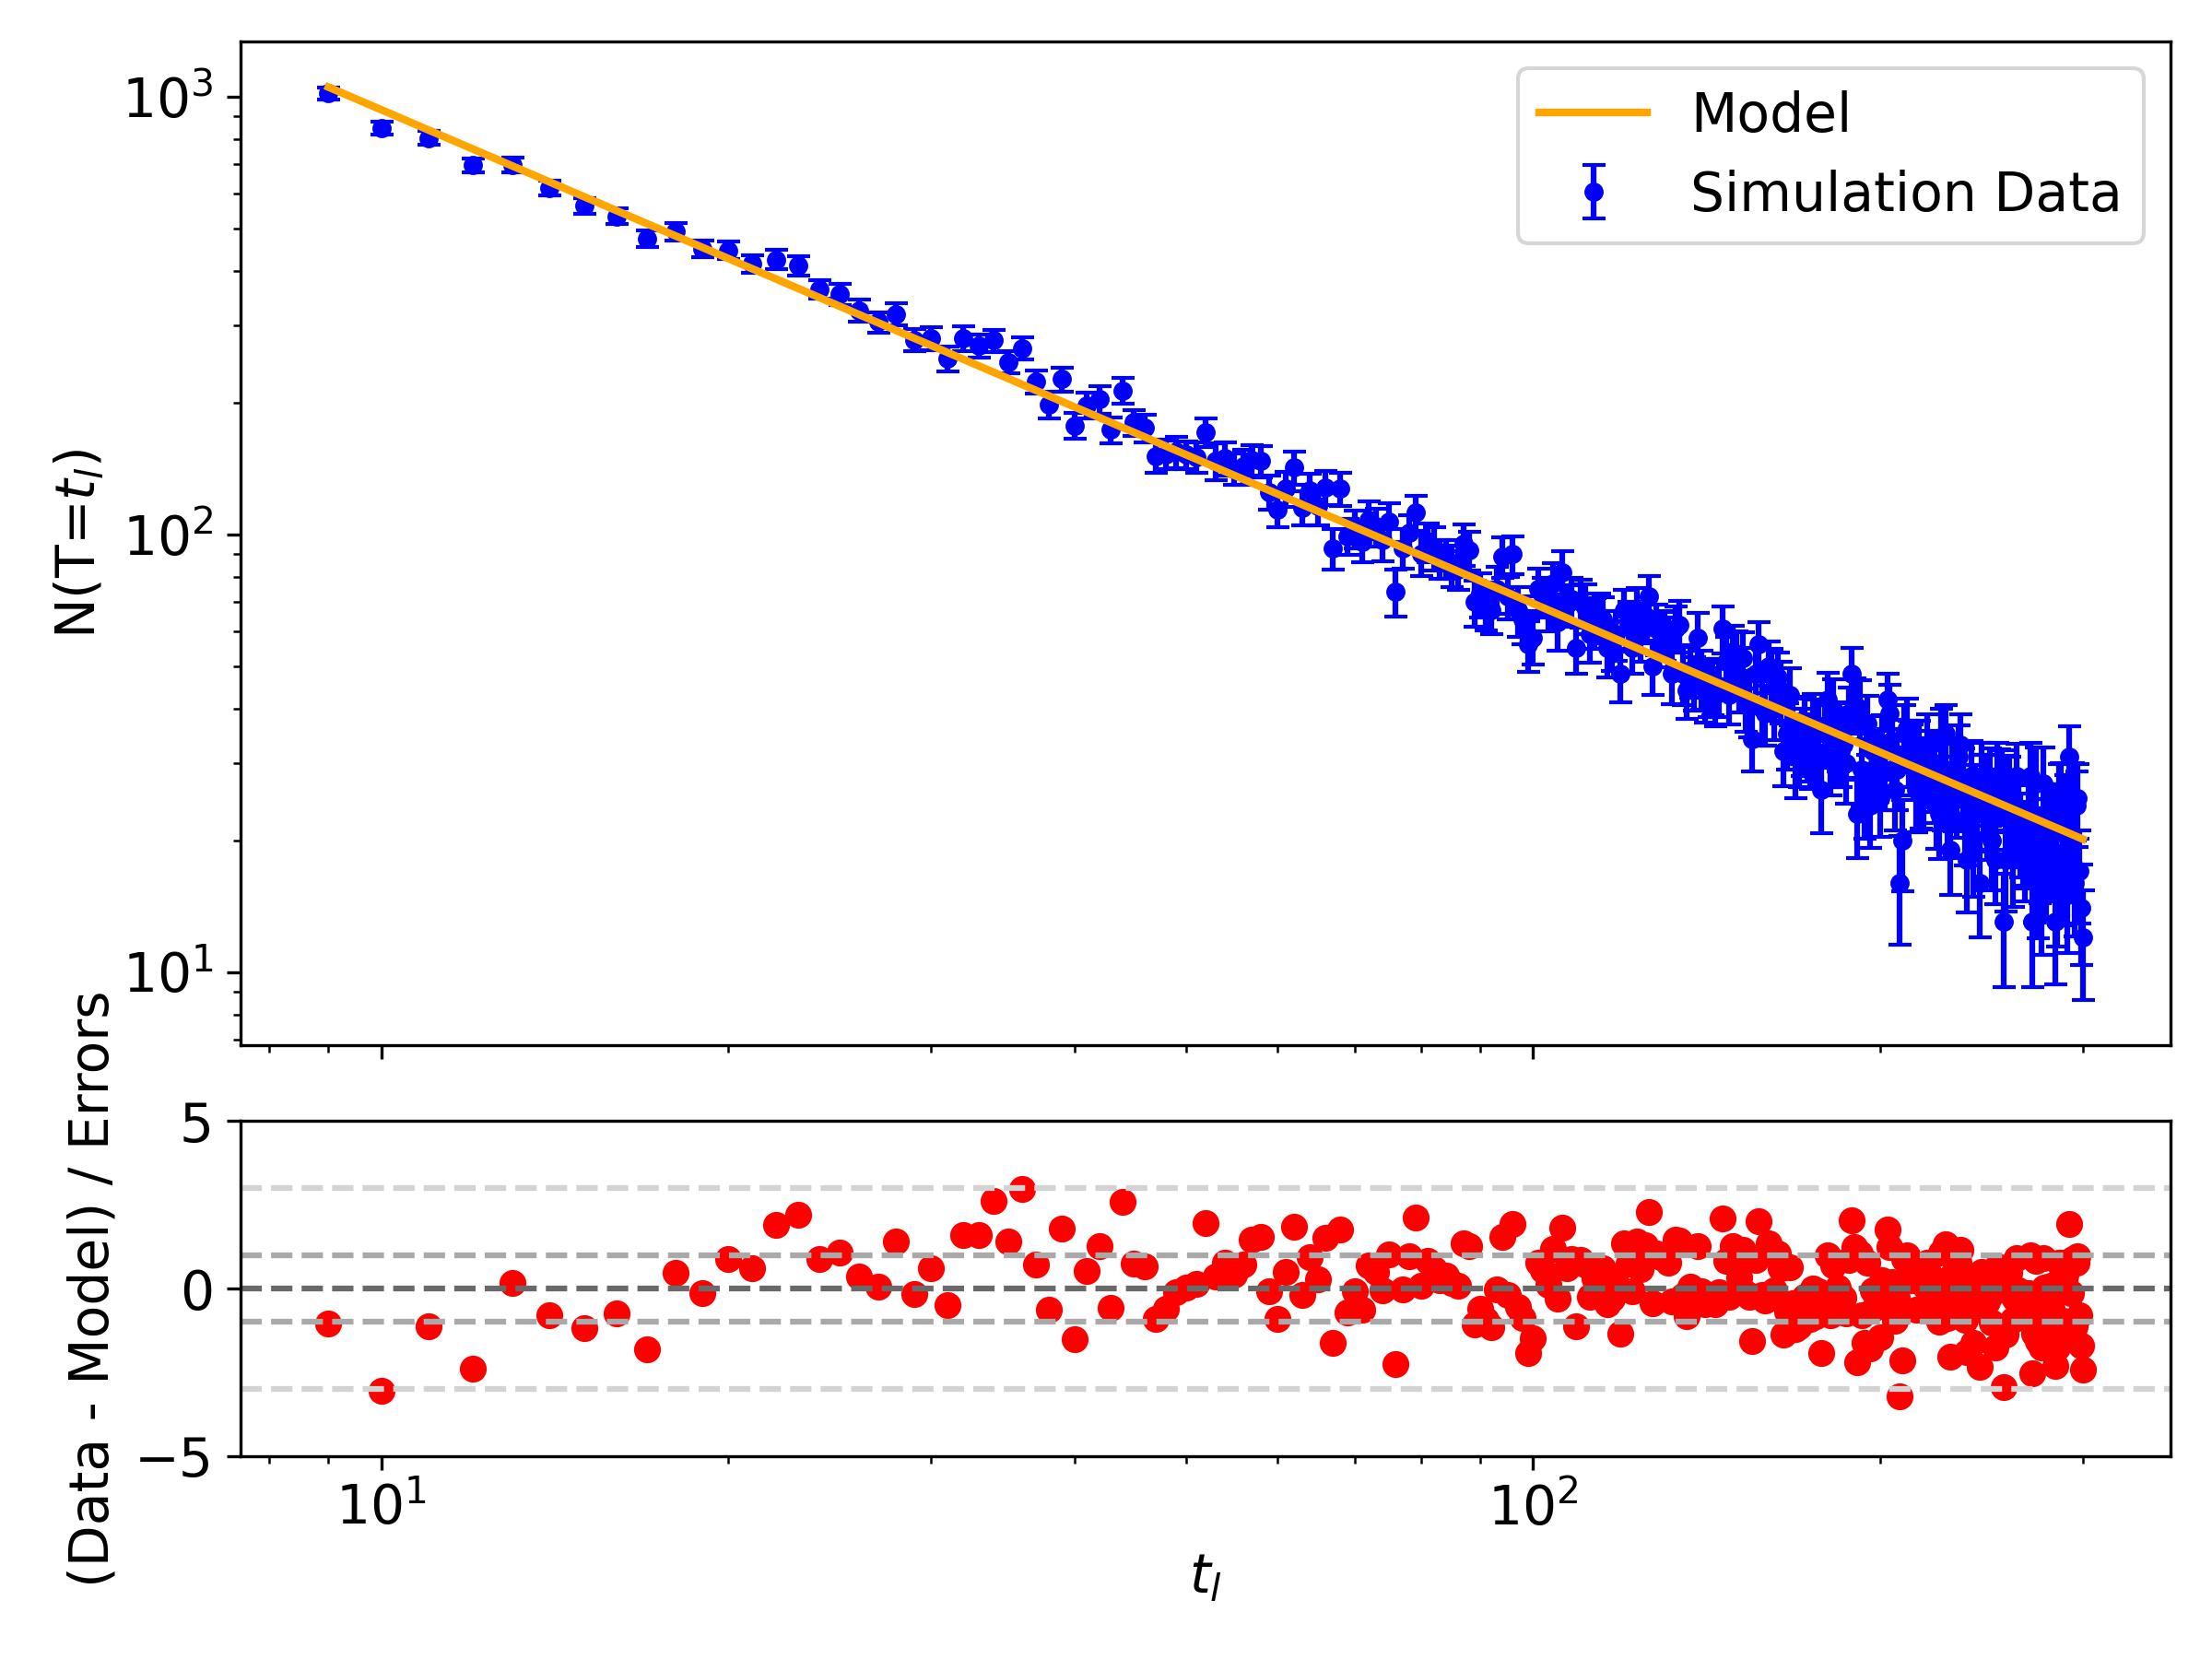 10³
10²
10¹
N(T=tₗ)
Model
Simulation Data
5
0
−5
(Data - Model) / Errors
10¹
10²
tₗ